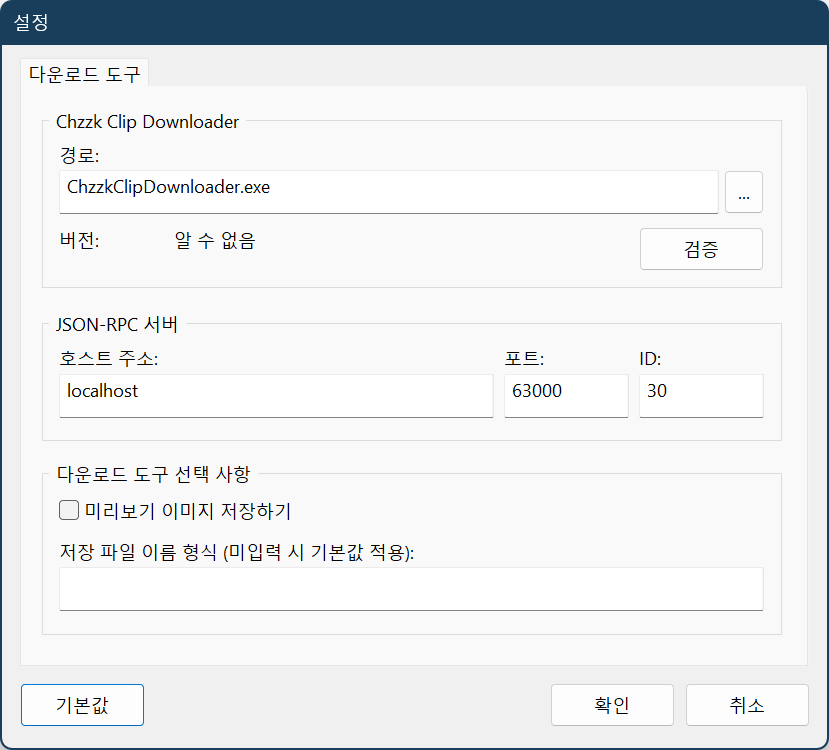 설정
다운로드 도구
Chzzk Clip Downloader
경로:
ChzzkClipDownloader.exe
...
버전: 알 수 없음
검증
JSON-RPC 서버
호스트 주소: 포트: ID:
localhost 63000 30
다운로드 도구 선택 사항
미리보기 이미지 저장하기
저장 파일 이름 형식 (미입력 시 기본값 적용):
기본값 확인 취소